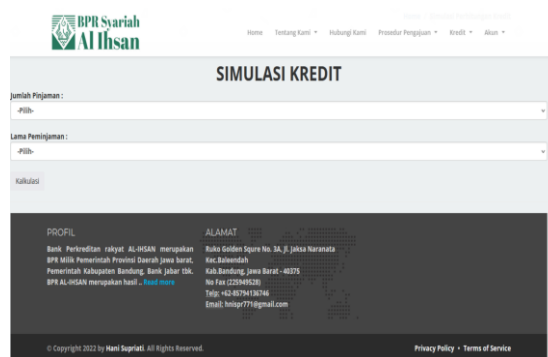 BPR Syariah
Al Ihsan
Home Tentang Kami Hubungi Kami Prosedur Pengajuan Kredit Akun
SIMULASI KREDIT
Jumlah Pinjaman :
-Pilih-
Lama Peminjaman :
-Pilih-
Kalkulasi
PROFIL
Bank Perkreditan rakyat AL-IHSAN merupakan
BPR Milik Pemerintah Provinsi Daerah Jawa barat,
Pemerintah Kabupaten Bandung, Bank Jabar tbk.
BPR AL-IHSAN merupakan hasil .. Read more
ALAMAT
Ruko Golden Squre No. 3A, Jl. Jaksa Naranata
Kec.Baleendah
Kab.Bandung, Jawa Barat - 40375
No Fax (225949528)
Telp: +62-85794136746
Email: hnispr771@gmail.com
© Copyright 2022 by Hani Supriati. All Rights Reserved.
Privacy Policy • Terms of Service